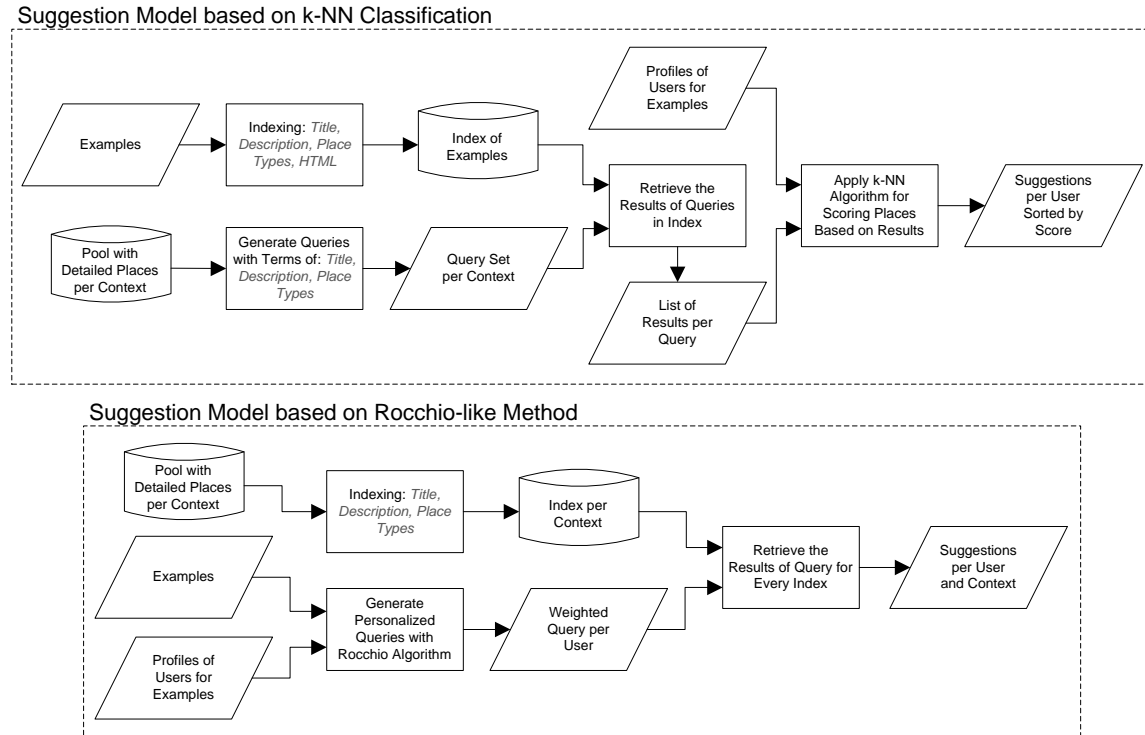 Suggestion Model based on k-NN Classification
Profiles of
Users for
Examples
Examples
Indexing: Title,
Description, Place
Types, HTML
Index of
Examples
Retrieve the
Results of Queries
in Index
Apply k-NN
Algorithm for
Scoring Places
Based on Results
Suggestions
per User
Sorted by
Score
Pool with
Detailed Places
per Context
Generate Queries
with Terms of: Title,
Description, Place
Types
Query Set
per Context
List of
Results per
Query
Suggestion Model based on Rocchio-like Method
Pool with
Detailed Places
per Context
Indexing: Title,
Description, Place
Types
Index per
Context
Retrieve the
Results of Query for
Every Index
Suggestions
per User
and Context
Examples
Generate
Personalized
Queries with
Rocchio Algorithm
Weighted
Query per
User
Profiles of
Users for
Examples